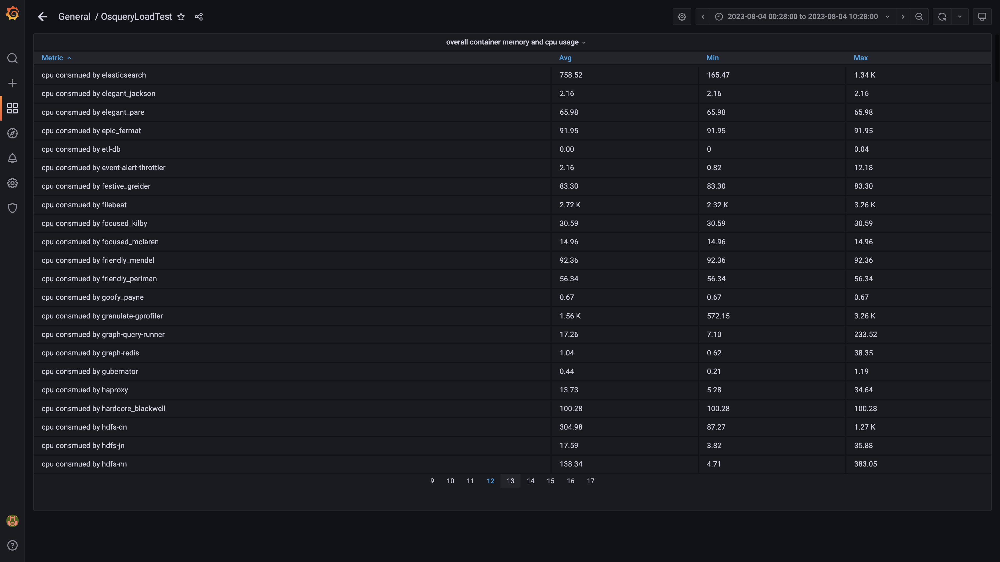 General / OsqueryLoadTest
2023-08-04 00:28:00 to 2023-08-04 10:28:00
overall container memory and cpu usage
Metric Avg Min Max
cpu consmued by elasticsearch 758.52 165.47 1.34 K
cpu consmued by elegant_jackson 2.16 2.16 2.16
cpu consmued by elegant_pare 65.98 65.98 65.98
cpu consmued by epic_fermat 91.95 91.95 91.95
cpu consmued by etl-db 0.00 0 0.04
cpu consmued by event-alert-throttler 2.16 0.82 12.18
cpu consmued by festive_greider 83.30 83.30 83.30
cpu consmued by filebeat 2.72 K 2.32 K 3.26 K
cpu consmued by focused_kilby 30.59 30.59 30.59
cpu consmued by focused_mclaren 14.96 14.96 14.96
cpu consmued by friendly_mendel 92.36 92.36 92.36
cpu consmued by friendly_perlman 56.34 56.34 56.34
cpu consmued by goofy_payne 0.67 0.67 0.67
cpu consmued by granulate-gprofiler 1.56 K 572.15 3.26 K
cpu consmued by graph-query-runner 17.26 7.10 233.52
cpu consmued by graph-redis 1.04 0.62 38.35
cpu consmued by gubernator 0.44 0.21 1.19
cpu consmued by haproxy 13.73 5.28 34.64
cpu consmued by hardcore_blackwell 100.28 100.28 100.28
cpu consmued by hdfs-dn 304.98 87.27 1.27 K
cpu consmued by hdfs-jn 17.59 3.82 35.88
cpu consmued by hdfs-nn 138.34 4.71 383.05
9 10 11 12 13 14 15 16 17